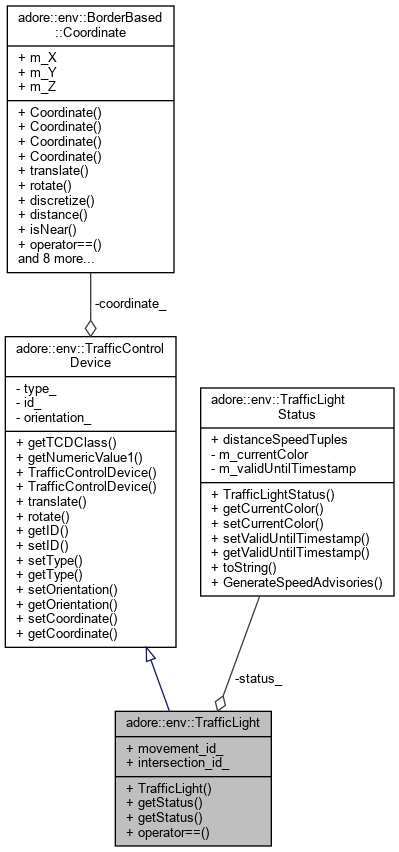 adore::env::BorderBased
::Coordinate
+ m_X
+ m_Y
+ m_Z
+ Coordinate()
+ Coordinate()
+ Coordinate()
+ Coordinate()
+ translate()
+ rotate()
+ discretize()
+ distance()
+ isNear()
+ operator==()
and 8 more...
-coordinate_
adore::env::TrafficControl
Device
- type_
- id_
- orientation_
+ getTCDClass()
+ getNumericValue1()
+ TrafficControlDevice()
+ TrafficControlDevice()
+ translate()
+ rotate()
+ getID()
+ setID()
+ setType()
+ getType()
+ setOrientation()
+ getOrientation()
+ setCoordinate()
+ getCoordinate()
adore::env::TrafficLight
Status
+ distanceSpeedTuples
- m_currentColor
- m_validUntilTimestamp
+ TrafficLightStatus()
+ getCurrentColor()
+ setCurrentColor()
+ setValidUntilTimestamp()
+ getValidUntilTimestamp()
+ toString()
+ GenerateSpeedAdvisories()
-status_
adore::env::TrafficLight
+ movement_id_
+ intersection_id_
+ TrafficLight()
+ getStatus()
+ getStatus()
+ operator==()